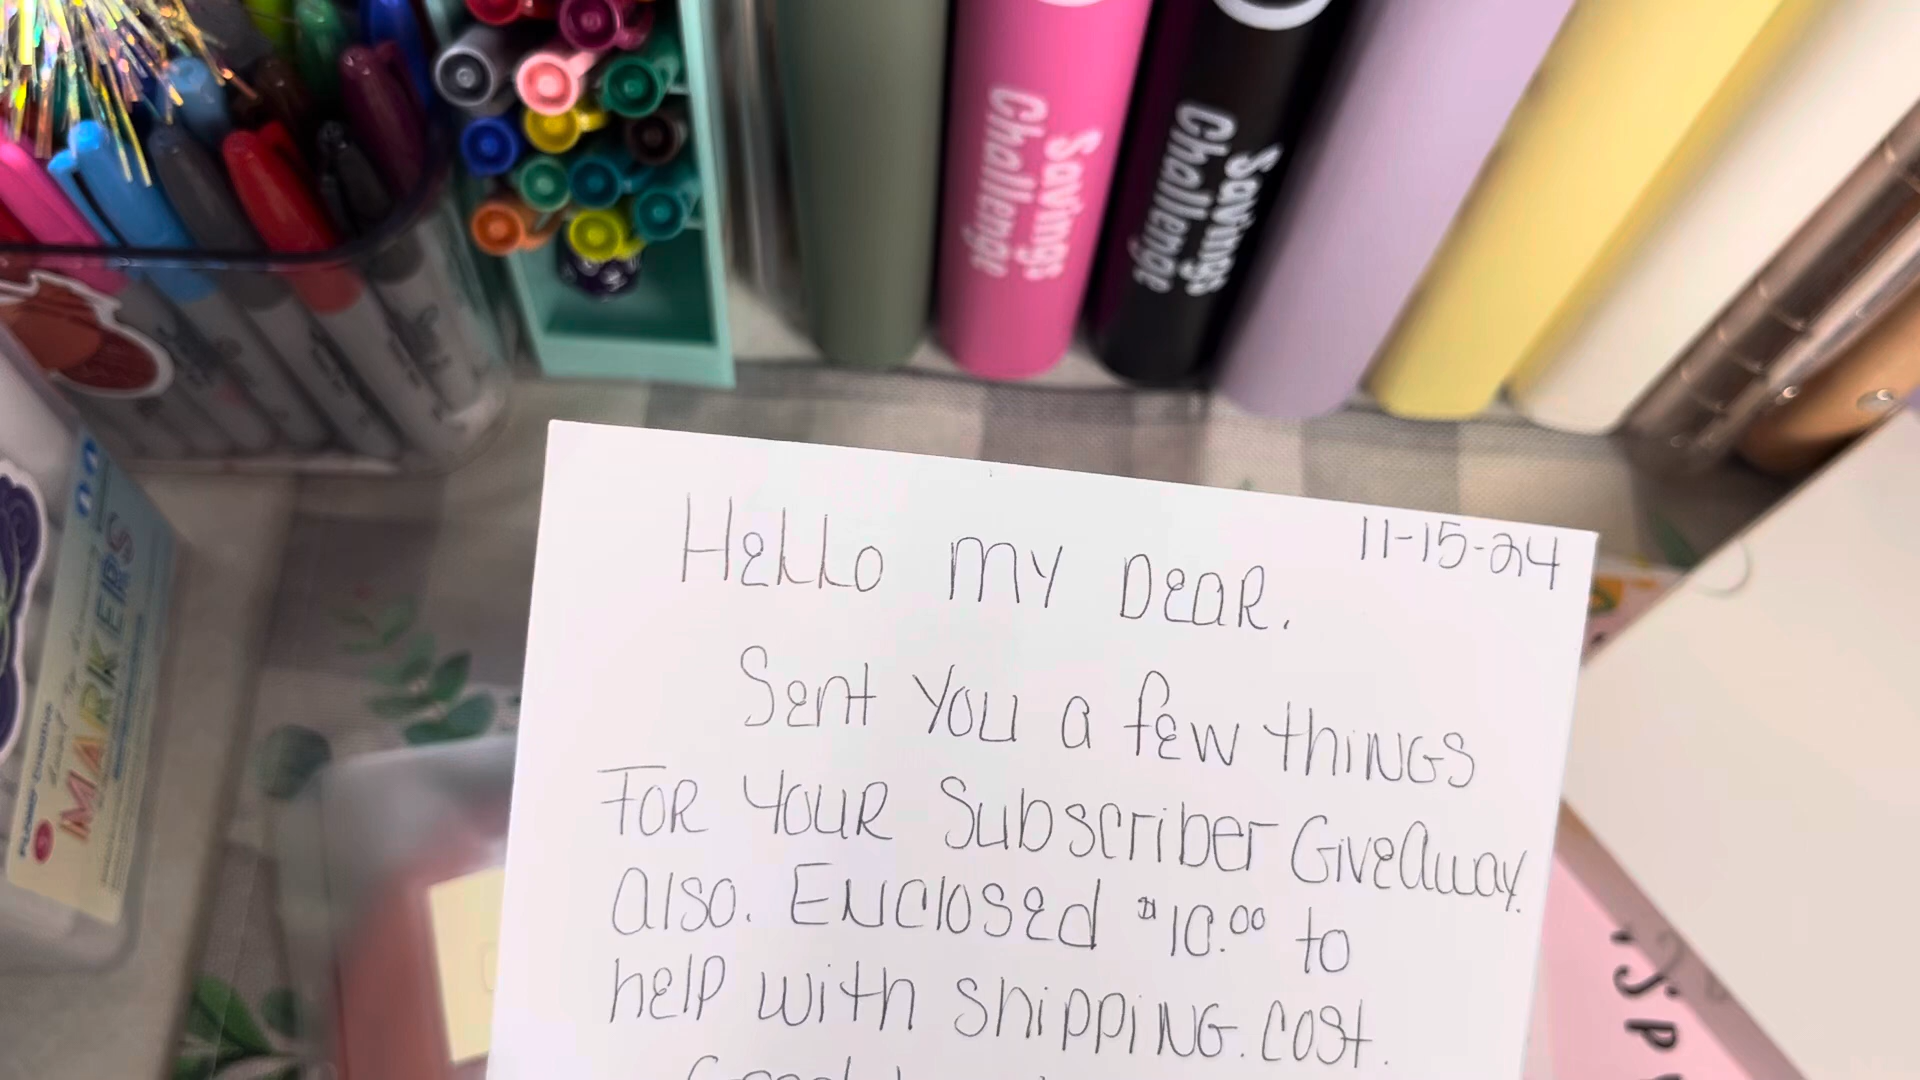 Savings
Challenge
Savings
Challenge
MARKERS
11-15-24
Hello my Dear.
Sent you a few things
For your Subscriber Giveaway.
Also. Enclosed $10.00 to
help with shipping. cost.